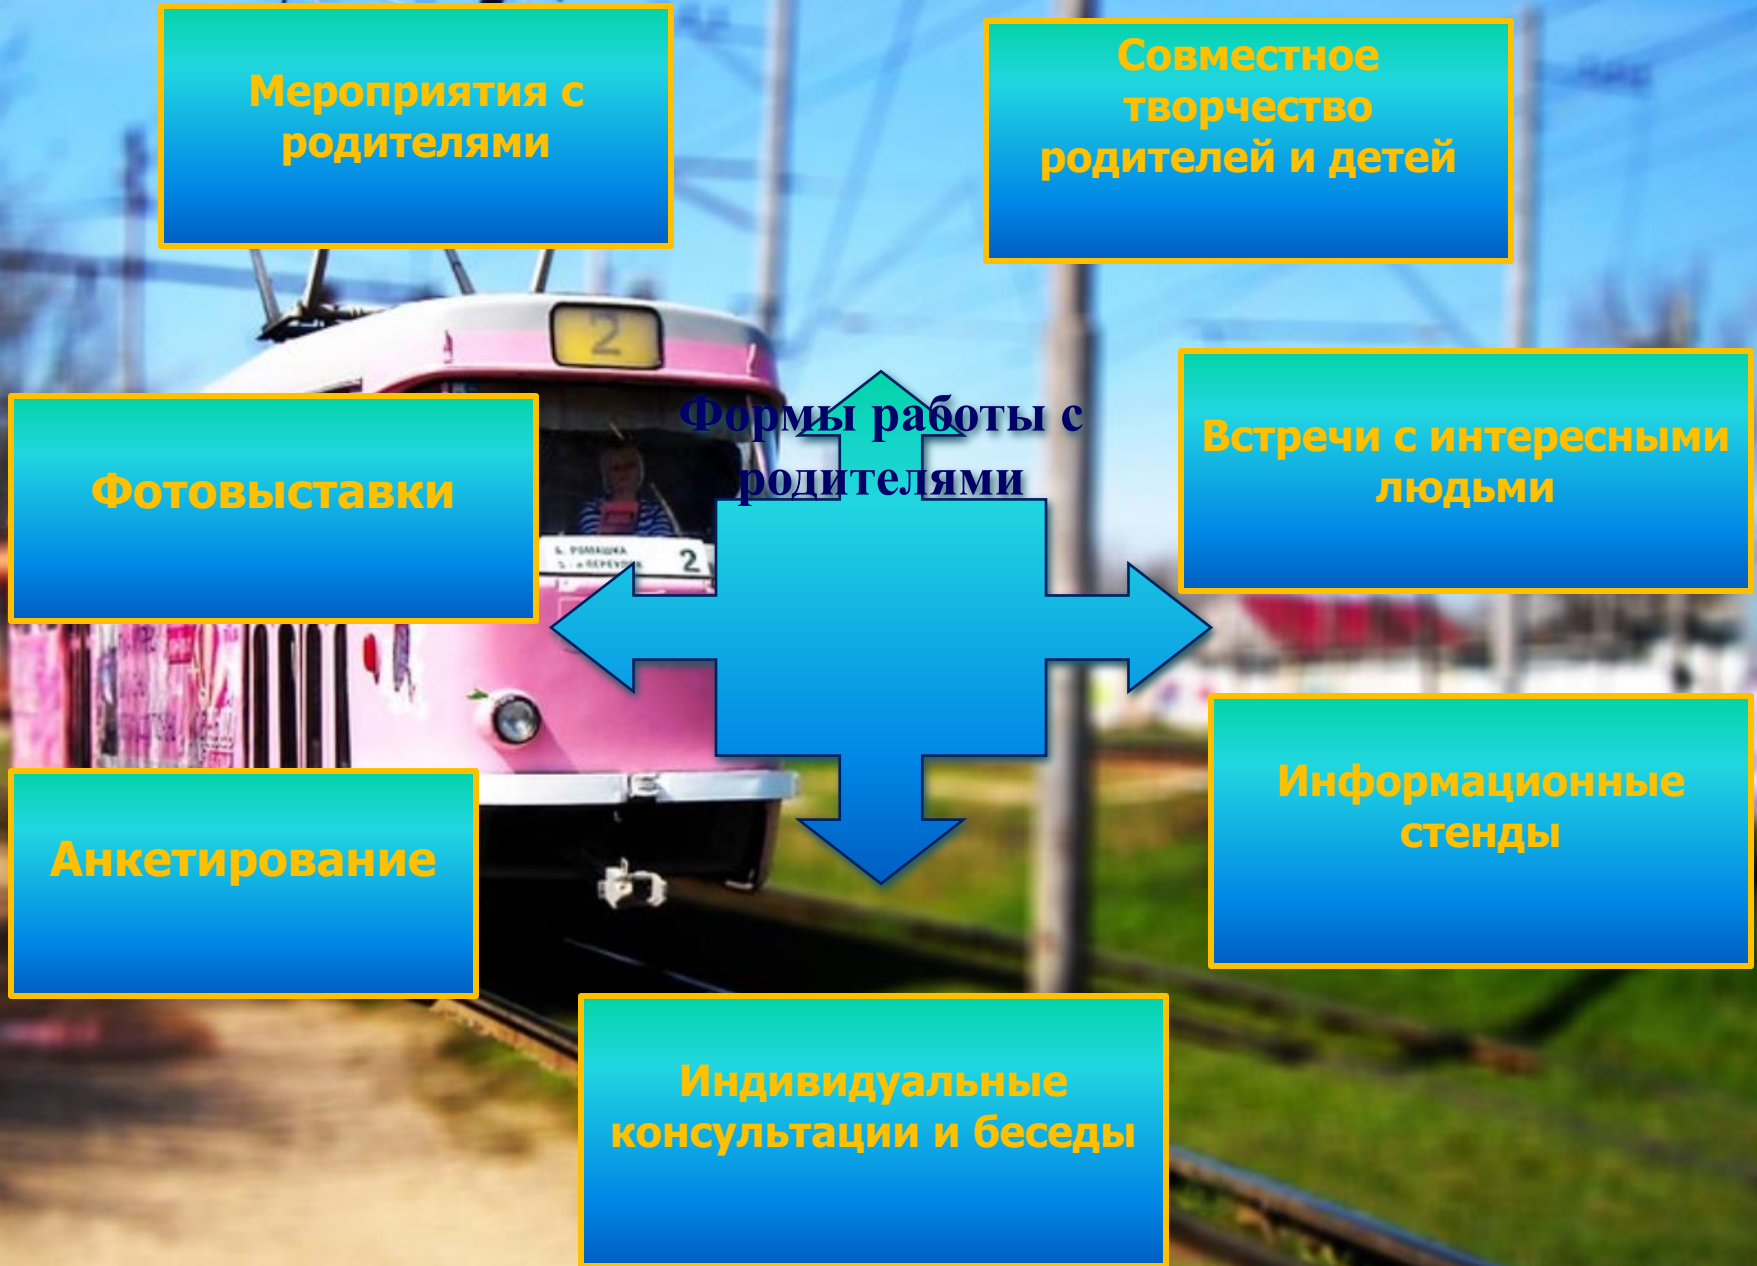 Мероприятия с
родителями
Совместное
творчество
родителей и детей
2
Формы работы с
родителями
Фотовыставки
Встречи с интересными
людьми
Б. РОМАШКА
2
Анкетирование
Информационные
стенды
Индивидуальные
консультации и беседы